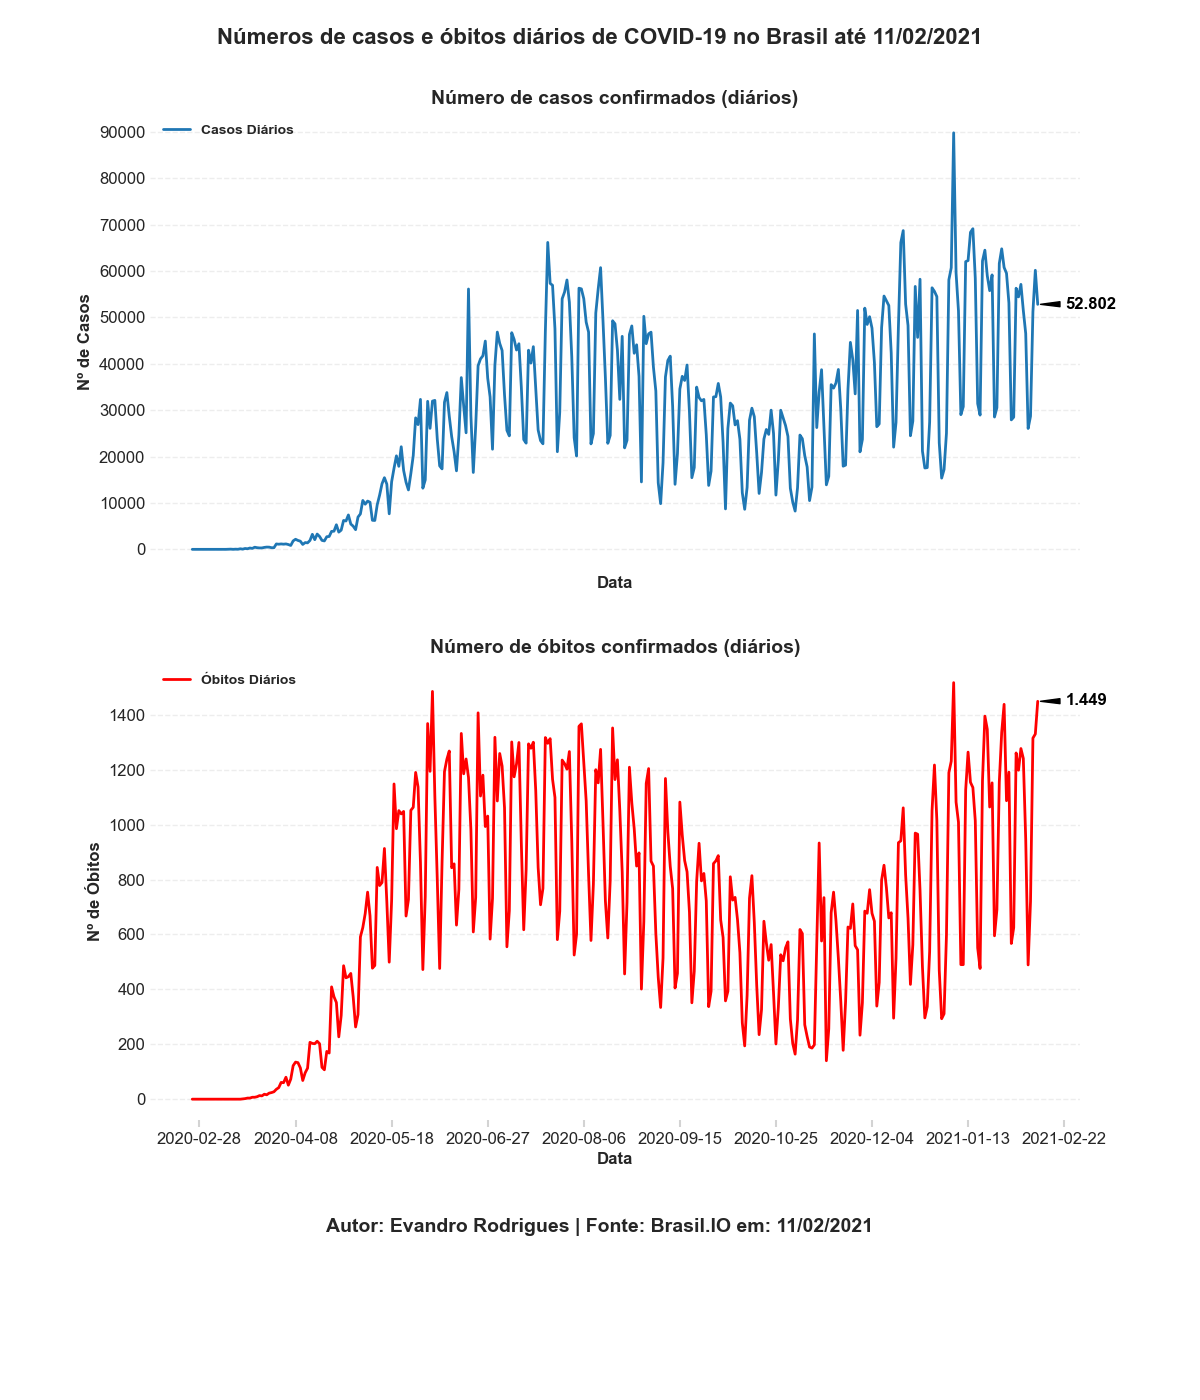 Números de casos e óbitos diários de COVID-19 no Brasil até 11/02/2021
Número de casos confirmados (diários)
Casos Diários
90000
80000
70000
60000
50000
40000
30000
20000
10000
0
Nº de Casos
52.802
Data
Número de óbitos confirmados (diários)
Óbitos Diários
1400
1200
1000
800
600
400
200
0
Nº de Óbitos
1.449
2020-02-28 2020-04-08 2020-05-18 2020-06-27 2020-08-06 2020-09-15 2020-10-25 2020-12-04 2021-01-13 2021-02-22
Data
Autor: Evandro Rodrigues | Fonte: Brasil.IO em: 11/02/2021